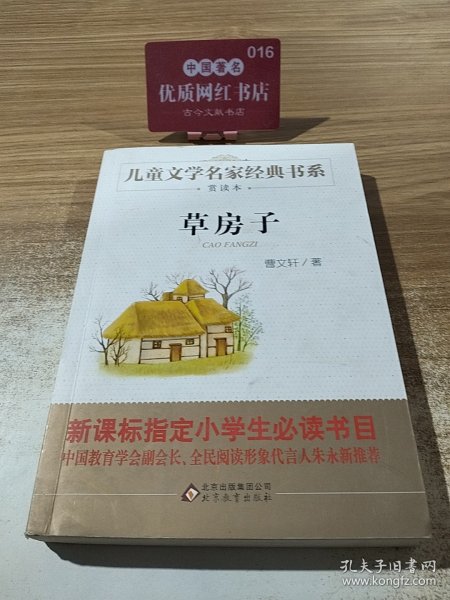 016
中国著名
优质网红书店
古今文献书店
儿童文学名家经典书系
赏读本
草房子
CAO FANGZI
曹文轩/著
新课标指定小学生必读书目
中国教育学会副会长、全民阅读形象代言人朱永新推荐
北京出版集团公司
北京教育出版社
孔夫子旧书网
www.kongfz.com